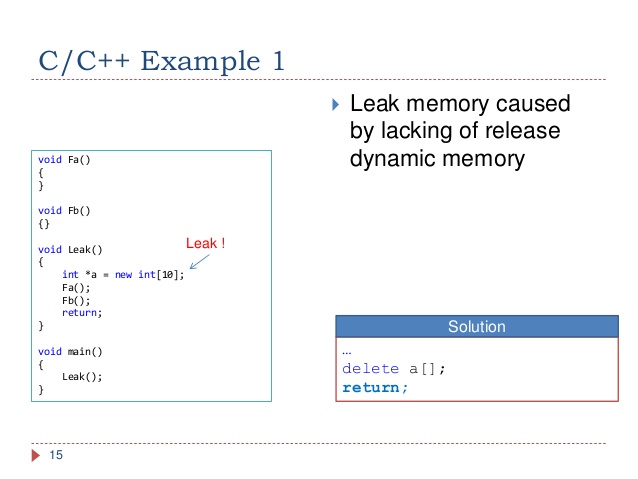 C/C++ Example 1
Leak memory caused
by lacking of release
dynamic memory
void Fa()
{
}
void Fb()
{}
void Leak()
Leak !
{
int *a = new int[10];
Fa();
Fb();
return;
}
void main()
{
Leak();
}
Solution
…
delete a[];
return;
15